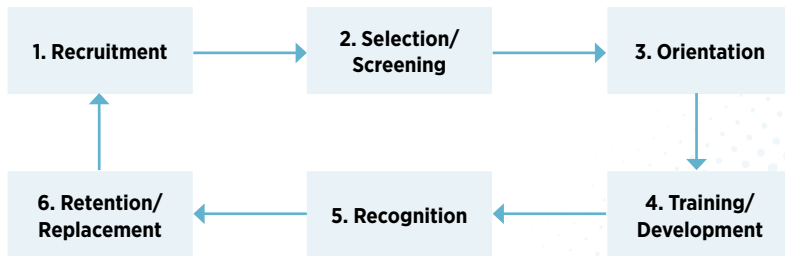 1. Recruitment
2. Selection/
Screening
3. Orientation
4. Training/
Development
5. Recognition
6. Retention/
Replacement